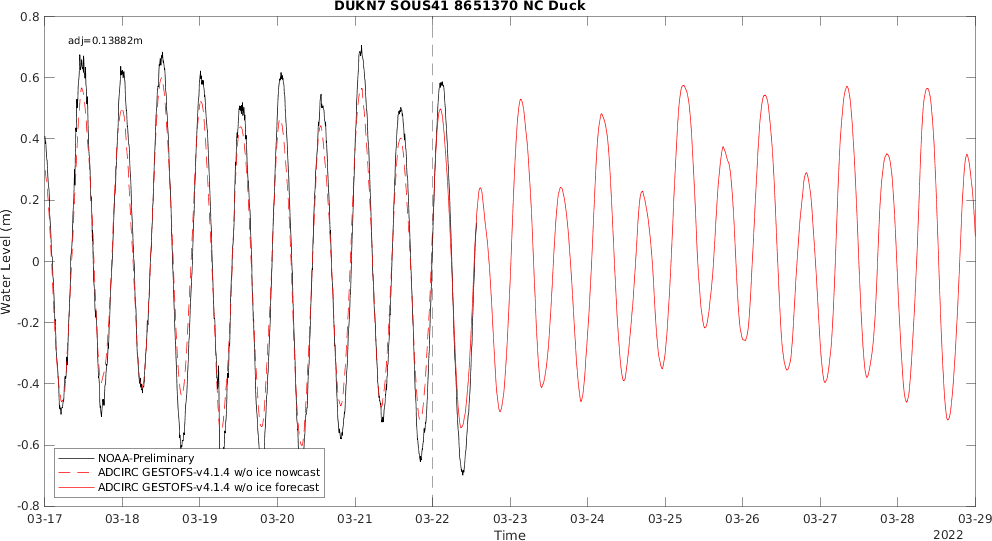 DUKN7 SOUS41 8651370 NC Duck
adj=0.13882m
0.8
0.6
0.4
0.2
0
-0.2
-0.4
-0.6
-0.8
Water Level (m)
NOAA-Preliminary
ADCIRC GESTOFS-v4.1.4 w/o ice nowcast
ADCIRC GESTOFS-v4.1.4 w/o ice forecast
03-17 03-18 03-19 03-20 03-21 03-22 03-23 03-24 03-25 03-26 03-27 03-28 03-29
Time
2022